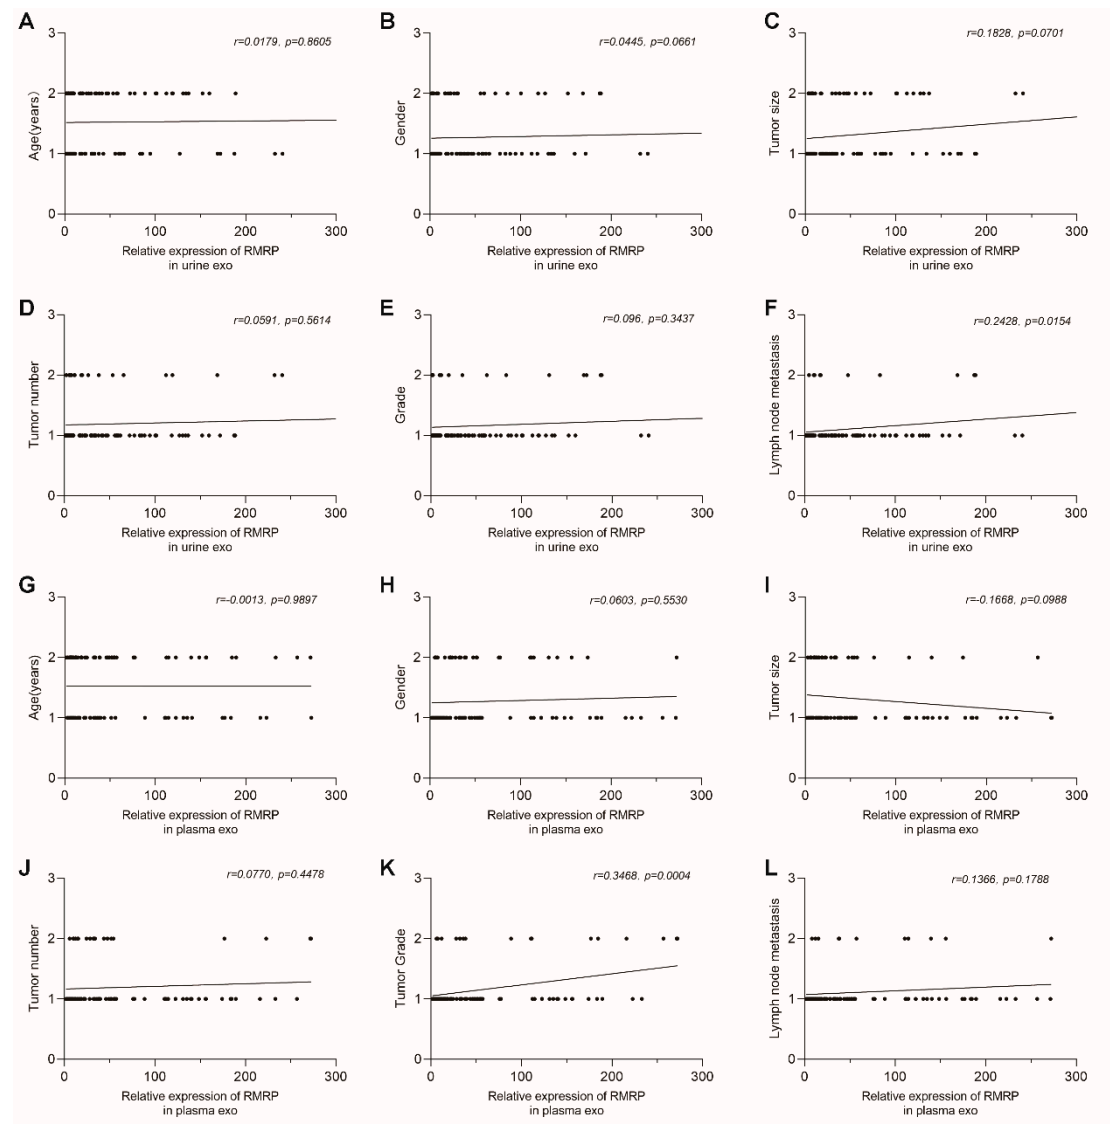 A
r=0.0179, p=0.8605
3
2
1
0
Age(years)
0 100 200 300
Relative expression of RMRP
in urine exo
B
r=0.0445, p=0.0661
3
2
1
0
Gender
0 100 200 300
Relative expression of RMRP
in urine exo
C
r=0.1828, p=0.0701
3
2
1
0
Tumor size
0 100 200 300
Relative expression of RMRP
in urine exo
D
r=0.0591, p=0.5614
3
2
1
0
Tumor number
0 100 200 300
Relative expression of RMRP
in urine exo
E
r=0.096, p=0.3437
3
2
1
0
Grade
0 100 200 300
Relative expression of RMRP
in urine exo
F
r=0.2428, p=0.0154
3
2
1
0
Lymph node metastasis
0 100 200 300
Relative expression of RMRP
in urine exo
G
r=-0.0013, p=0.9897
3
2
1
0
Age(years)
0 100 200 300
Relative expression of RMRP
in plasma exo
H
r=0.0603, p=0.5530
3
2
1
0
Gender
0 100 200 300
Relative expression of RMRP
in plasma exo
I
r=-0.1668, p=0.0988
3
2
1
0
Tumor size
0 100 200 300
Relative expression of RMRP
in plasma exo
J
r=0.0770, p=0.4478
3
2
1
0
Tumor number
0 100 200 300
Relative expression of RMRP
in plasma exo
K
r=0.3468, p=0.0004
3
2
1
0
Tumor Grade
0 100 200 300
Relative expression of RMRP
in plasma exo
L
r=0.1366, p=0.1788
3
2
1
0
Lymph node metastasis
0 100 200 300
Relative expression of RMRP
in plasma exo